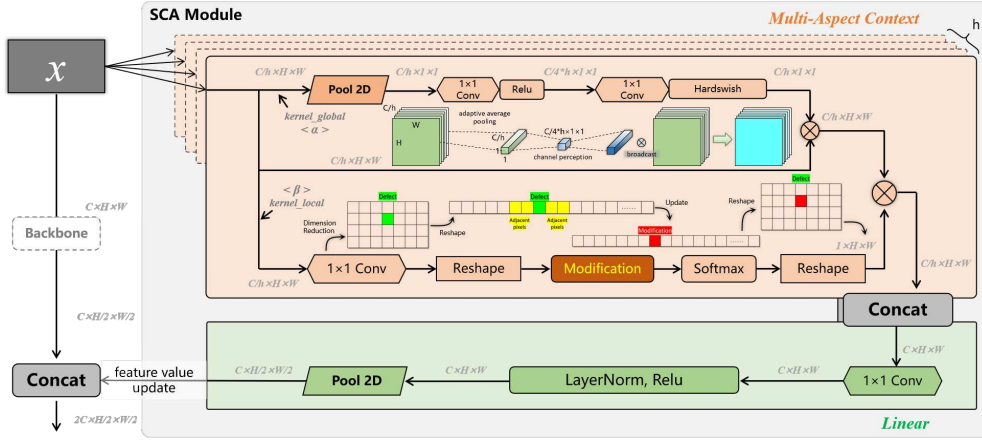 SCA Module
Multi-Aspect Context
h
x
C/h×H×W
Pool 2D
C/h×1×1
1×1
Conv
Relu
C/4*h×1×1
1×1
Conv
Hardswish
C/h×1×1
kernel_global
<α>
C/h
W
H
adaptive average
pooling
C/h
1
1
C/4*h×1×1
channel perception
broadcast
C/h×H×W
C/h×H×W
<β>
kernel_local
Defect
Dimension
Reduction
Reshape
Defect
Adjacent
pixels
Adjacent
pixels
......
Update
Modification
......
Reshape
Defect
1×H×W
C×H×W
Backbone
1×1 Conv
Reshape
Modification
Softmax
Reshape
C/h×H×W
C/h×H×W
Concat
C×H/2×W/2
C×H×W
Concat
feature value
update
C×H/2×W/2
Pool 2D
C×H×W
LayerNorm, Relu
C×H×W
1×1 Conv
2C×H/2×W/2
Linear